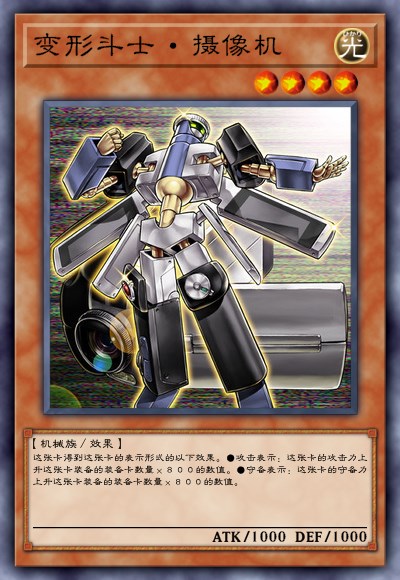 变形斗士・摄像机
光
【机械族／效果】
这张卡得到这张卡的表示形式的以下效果。●攻击表示：这张卡的攻击力上
升这张卡装备的装备卡数量×８００的数值。●守备表示：这张卡的守备力
上升这张卡装备的装备卡数量×８００的数值。
ATK/1000 DEF/1000